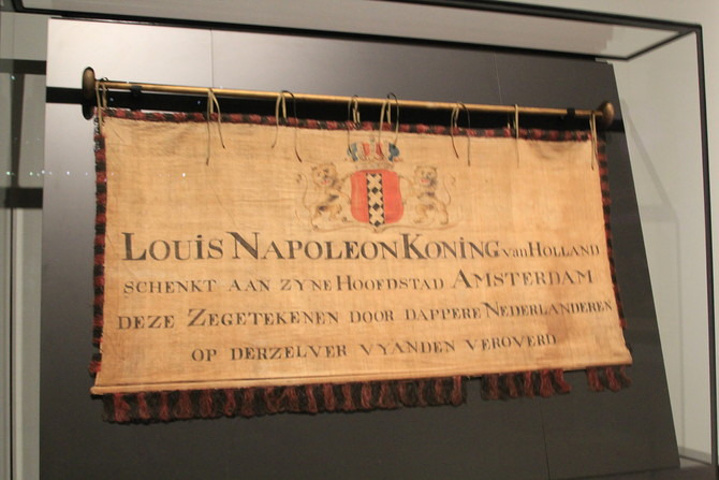 LOUIS NAPOLEON KONING van HOLLAND
SCHENKT AAN ZYNE HOOFDSTAD AMSTERDAM
DEZE ZEGETEKENEN DOOR DAPPERE NEDERLANDEREN
OP DERZELVER VYANDEN VEROVERD